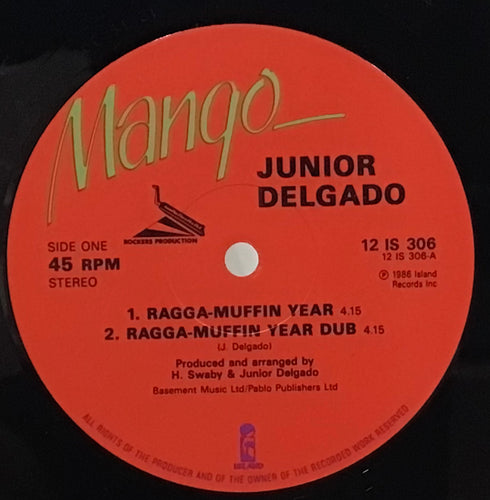 Mango
JUNIOR
DELGADO
ROCKERS PRODUCTION
SIDE ONE
45 RPM
STEREO
12 IS 306
12 IS 306-A
℗ 1986 Island
Records Inc
1. RAGGA-MUFFIN YEAR 4.15
2. RAGGA-MUFFIN YEAR DUB 4.15
(J. Delgado)
Produced and arranged by
H. Swaby & Junior Delgado
Basement Music Ltd/Pablo Publishers Ltd
ISLAND
ALL RIGHTS OF THE PRODUCER AND OF THE OWNER OF THE RECORDED WORK RESERVED